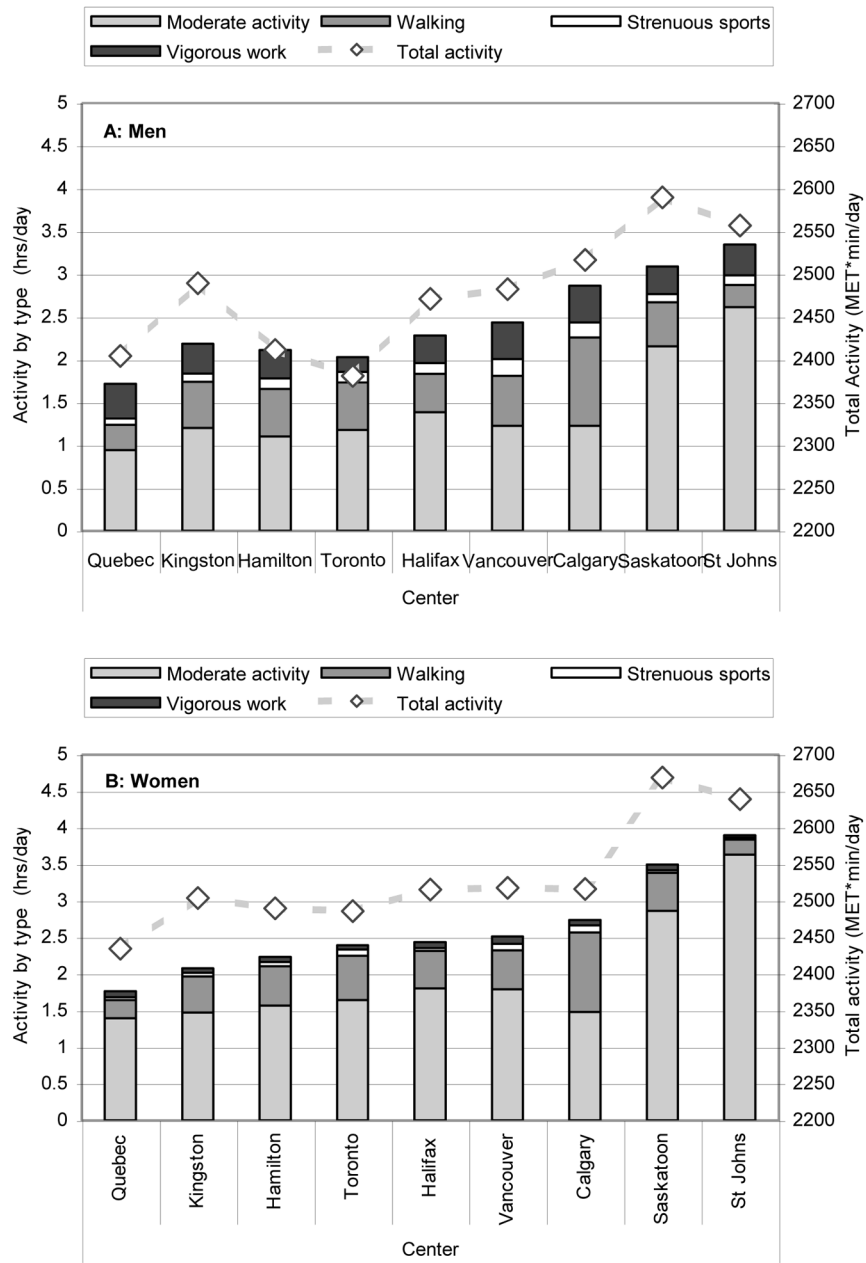 Moderate activity Walking Strenuous sports
Vigorous work Total activity
A: Men
5
4.5
4
3.5
3
2.5
2
1.5
1
0.5
0
Activity by type (hrs/day)
2700
2650
2600
2550
2500
2450
2400
2350
2300
2250
2200
Total Activity (MET*min/day)
Quebec Kingston Hamilton Toronto Halifax Vancouver Calgary Saskatoon St Johns
Center
Moderate activity Walking Strenuous sports
Vigorous work Total activity
B: Women
5
4.5
4
3.5
3
2.5
2
1.5
1
0.5
0
Activity by type (hrs/day)
2700
2650
2600
2550
2500
2450
2400
2350
2300
2250
2200
Total activity (MET*min/day)
Quebec
Kingston
Hamilton
Toronto
Halifax
Vancouver
Calgary
Saskatoon
St Johns
Center